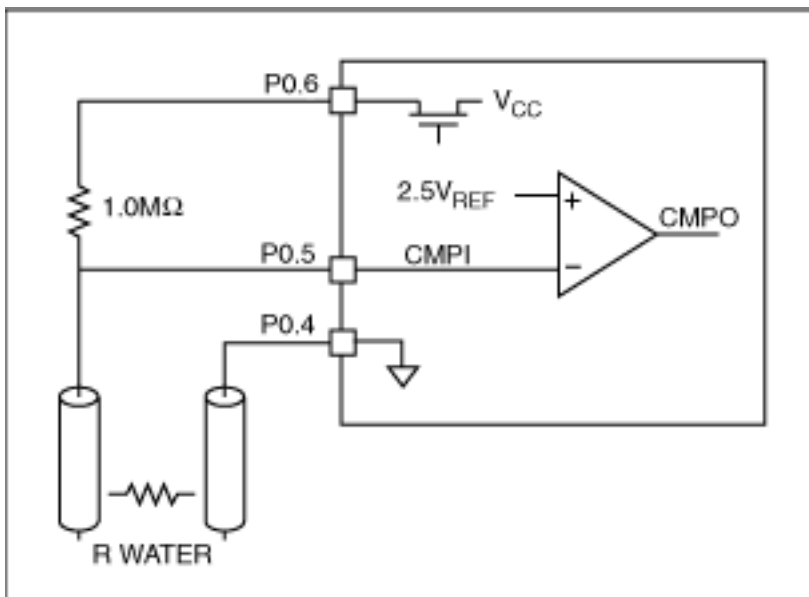 P0.6
VCC
1.0MΩ
2.5VREF
+
CMPO
P0.5
CMPI
−
P0.4
R WATER